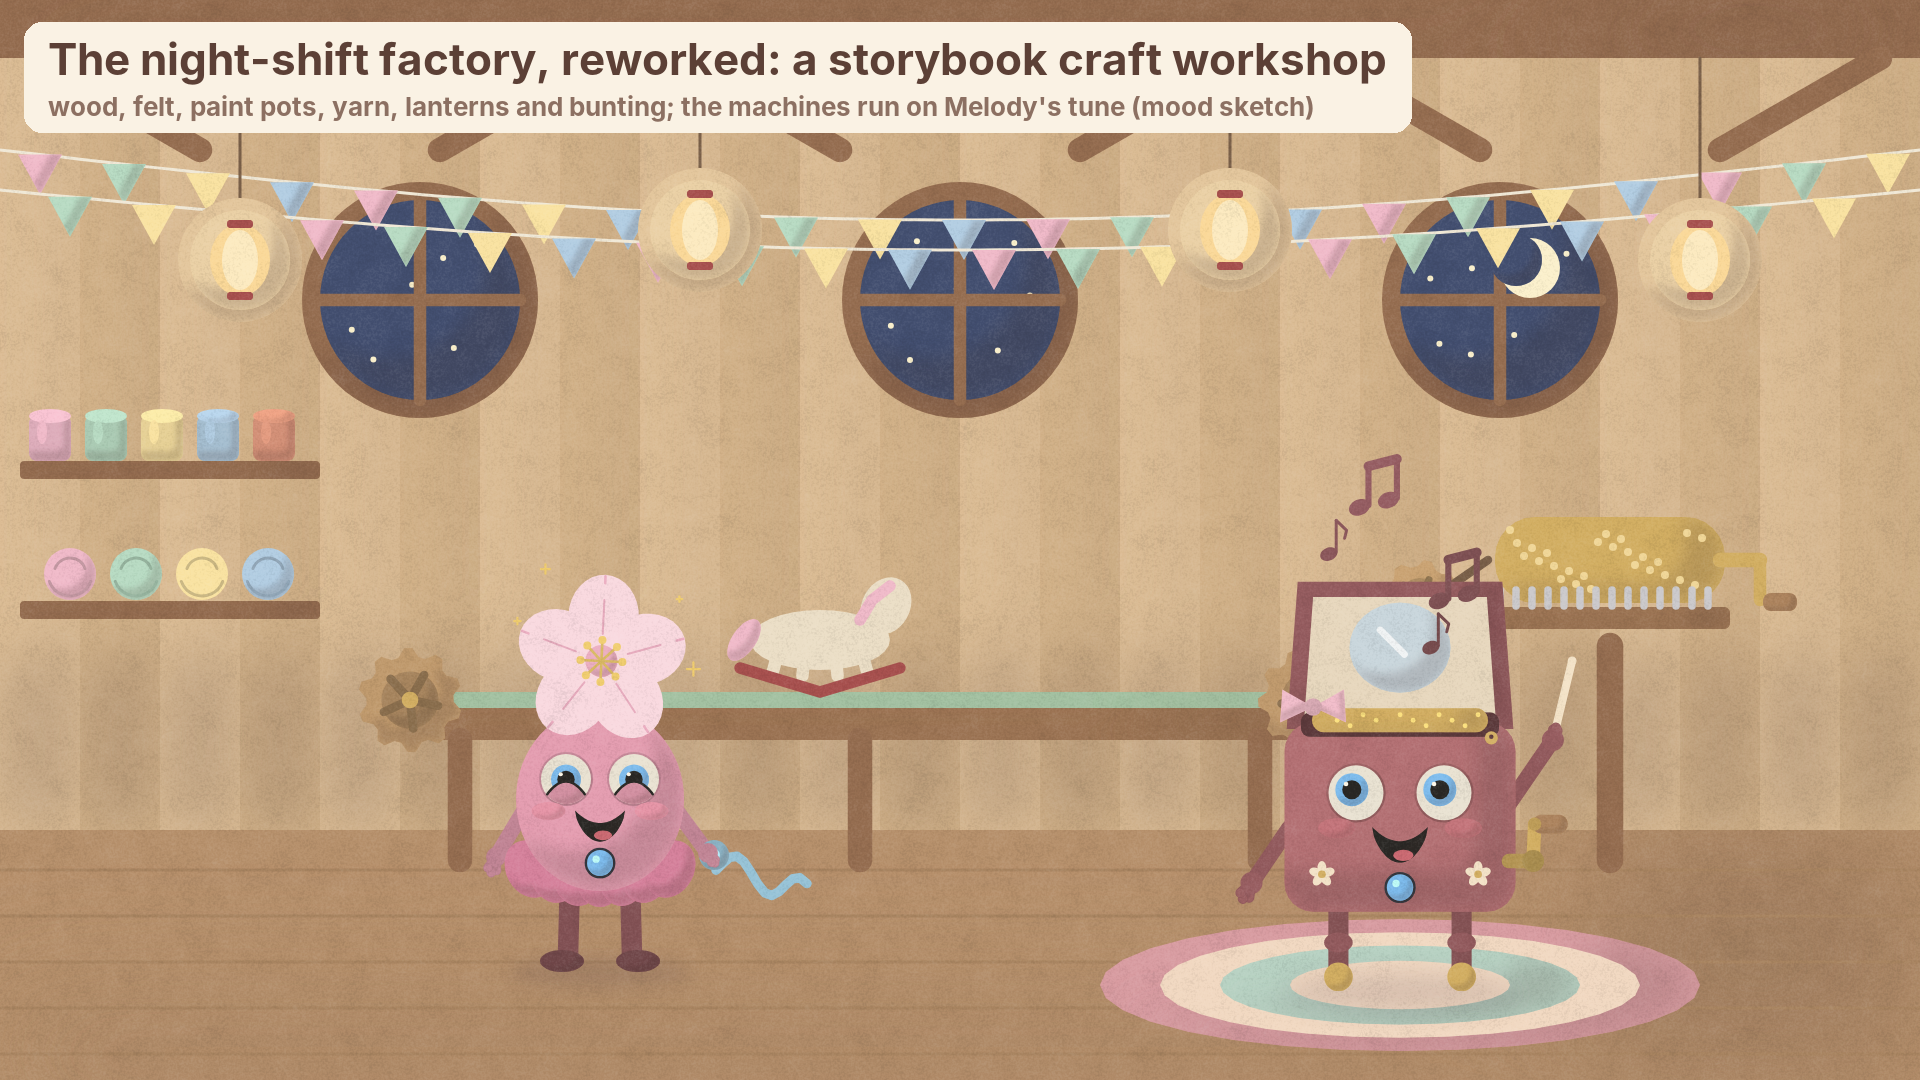 The night-shift factory, reworked: a storybook craft workshop
wood, felt, paint pots, yarn, lanterns and bunting; the machines run on Melody's tune (mood sketch)